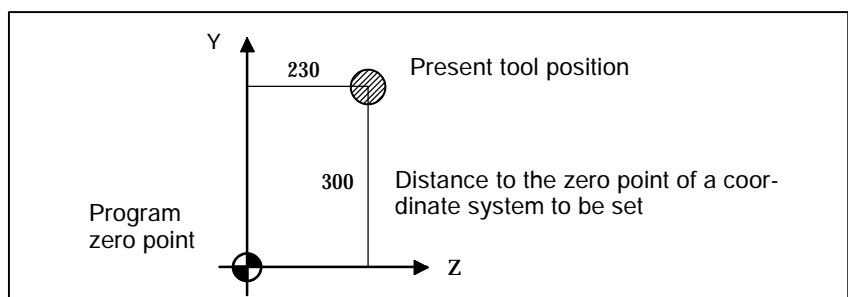 Y
230
Present tool position
300
Distance to the zero point of a coor-
dinate system to be set
Program
zero point
Z